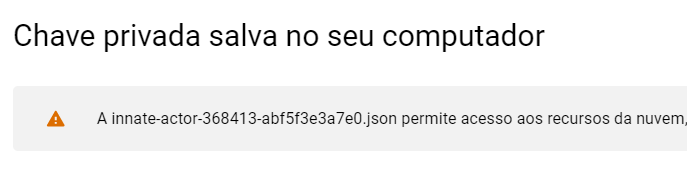 Chave privada salva no seu computador
A innate-actor-368413-abf5f3e3a7e0.json permite acesso aos recursos da nuvem,